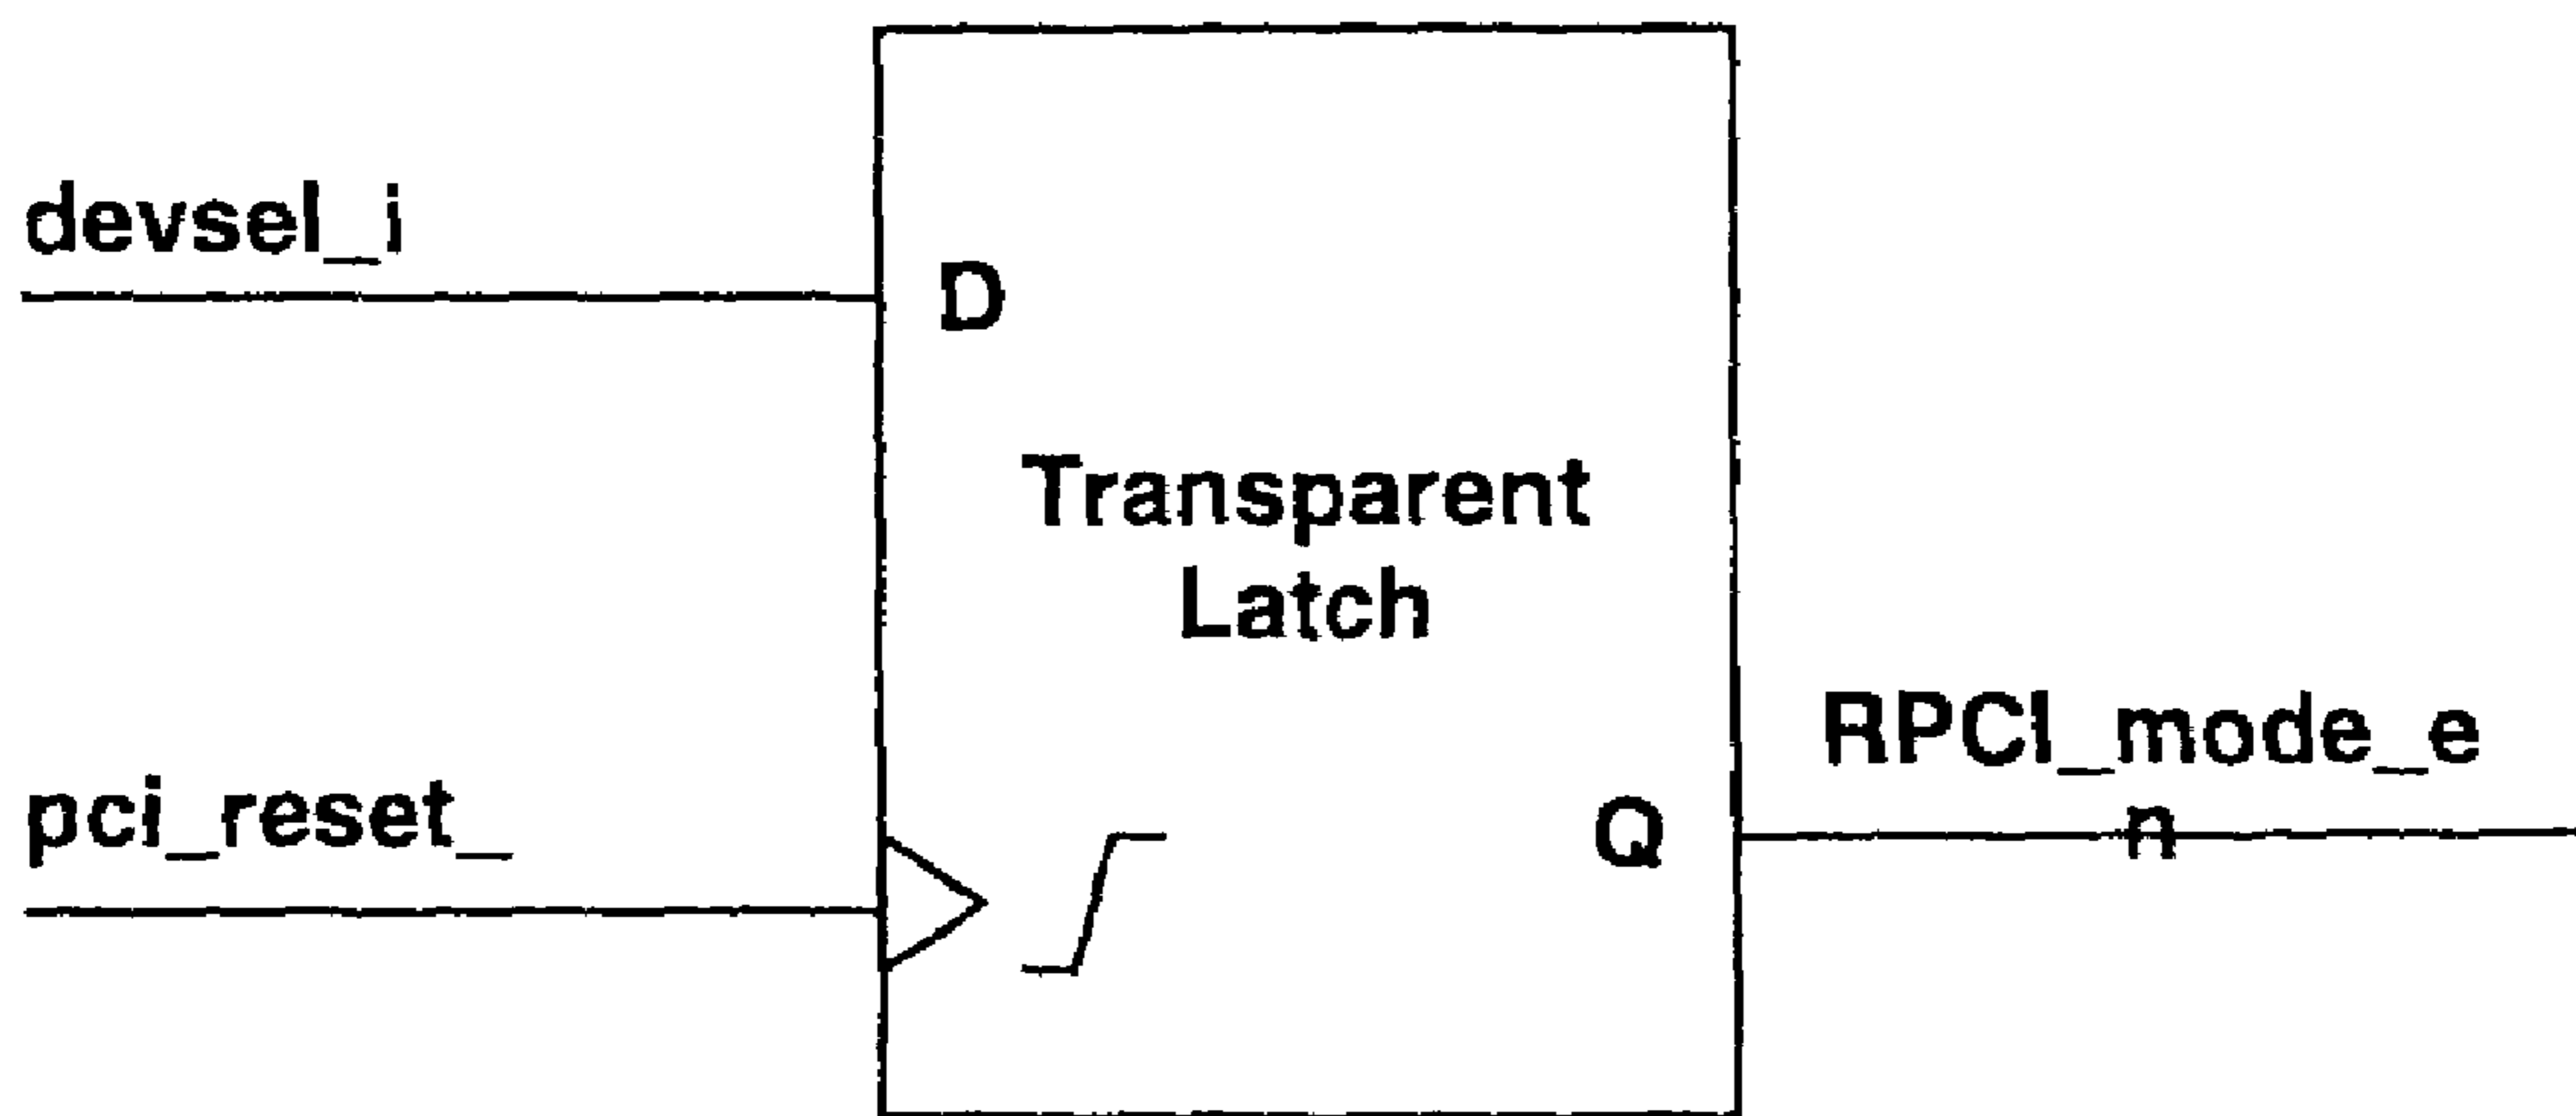 devsel_i
D
Transparent
Latch
RPCI_mode_e
n
pci_reset_
Q